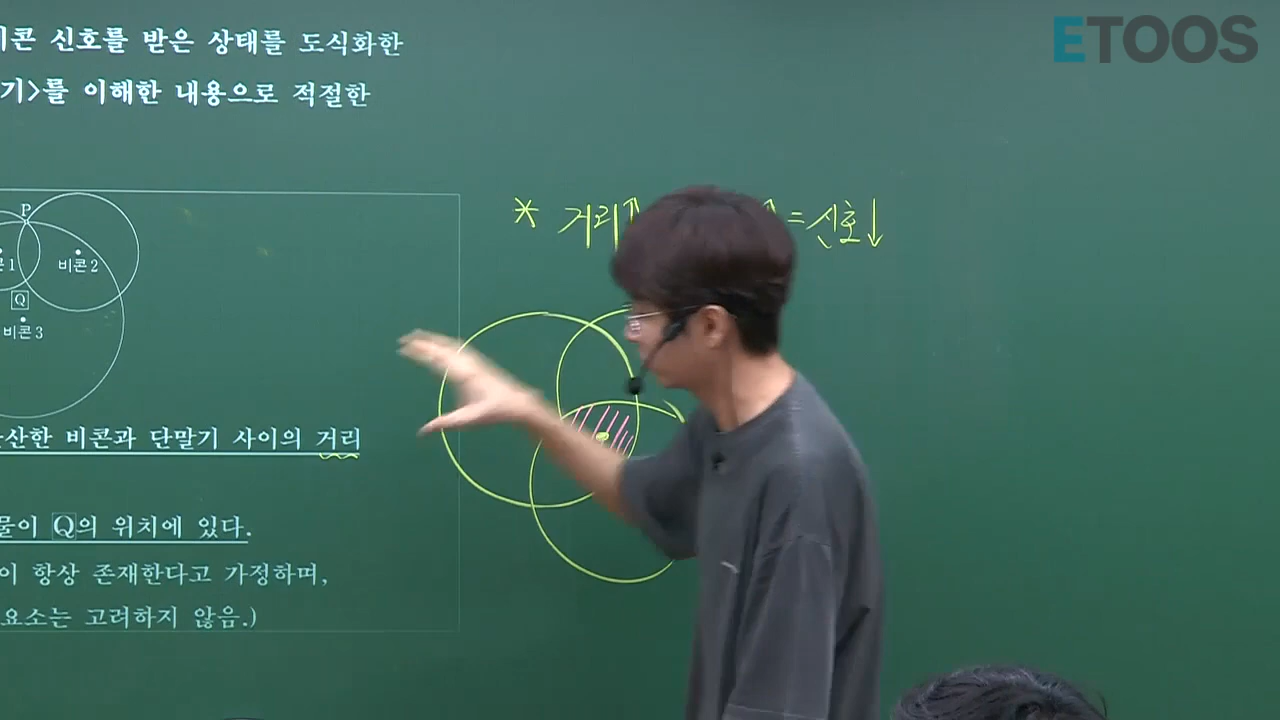 ETOOS
비콘 신호를 받은 상태를 도식화한
기>를 이해한 내용으로 적절한
P
1
비콘 2
Q
비콘 3
* 거리↑
= 신호↓
비콘과 단말기 사이의 거리
Q의 위치에 있다.
이 항상 존재한다고 가정하며,
요소는 고려하지 않음.)